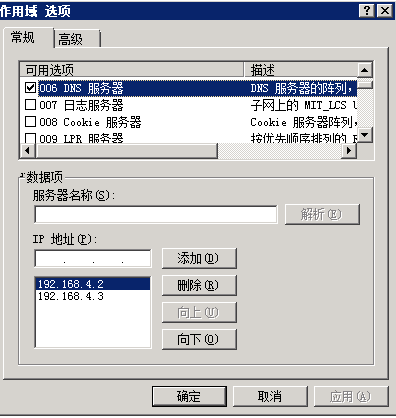 作用域 选项
常规 高级
可用选项 描述
006 DNS 服务器 DNS 服务器的阵列，
007 日志服务器 子网上的 MIT_LCS U
008 Cookie 服务器 Cookie 服务器阵列，
009 LPR 服务器 按优先顺序排列的 R
数据项
服务器名称(S):
解析(E)
IP 地址(P):
. . . 添加(D)
192.168.4.2 删除(R)
192.168.4.3
向上(U)
向下(O)
确定 取消 应用(A)